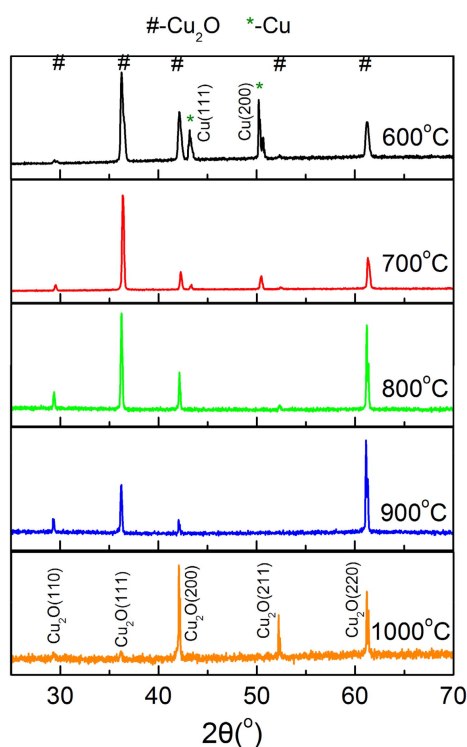 #-Cu₂O *-Cu
# # # # #
* Cu(111) Cu(200) *
600°C
700°C
800°C
900°C
Cu₂O(110) Cu₂O(111) Cu₂O(200) Cu₂O(211) Cu₂O(220)
1000°C
30 40 50 60 70
2θ(°)